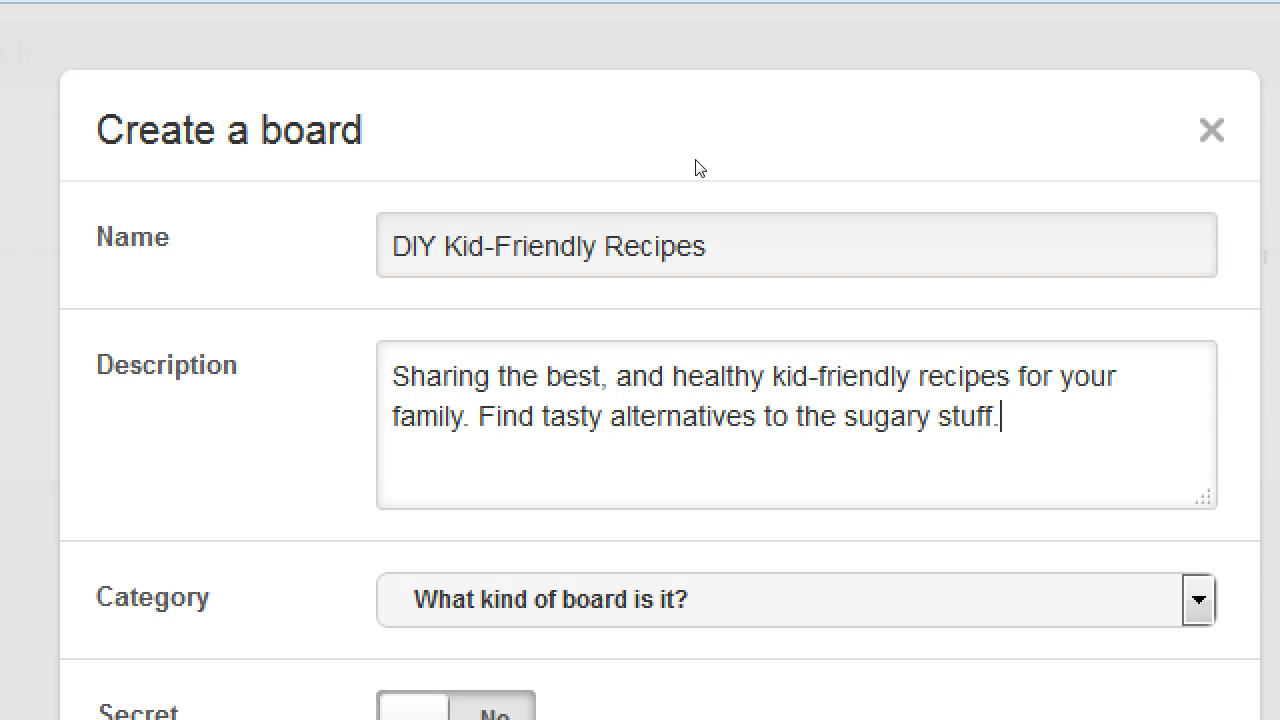 Create a board
Name
DIY Kid-Friendly Recipes
Description
Sharing the best, and healthy kid-friendly recipes for your
family. Find tasty alternatives to the sugary stuff.
Category
What kind of board is it?
Secret
No